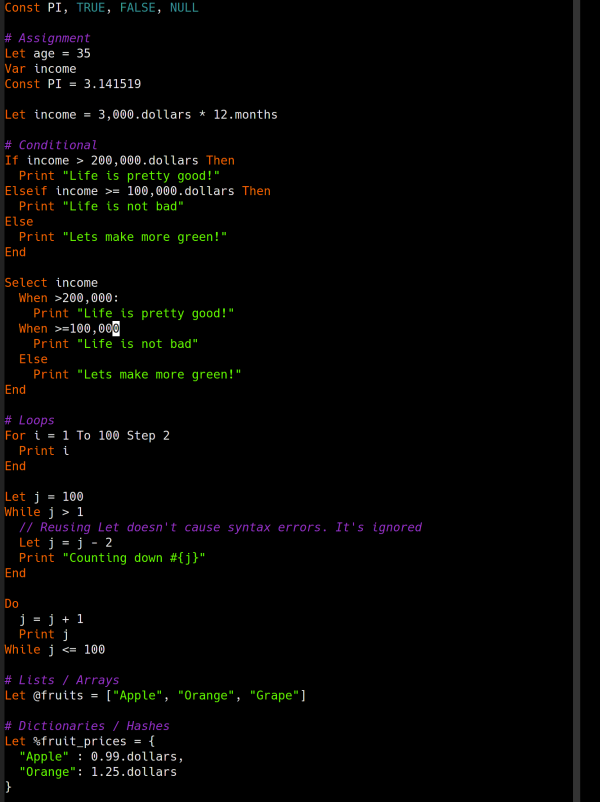 Const PI, TRUE, FALSE, NULL
# Assignment
Let age = 35
Var income
Const PI = 3.141519
Let income = 3,000.dollars * 12.months
# Conditional
If income > 200,000.dollars Then
Print "Life is pretty good!"
Elseif income >= 100,000.dollars Then
Print "Life is not bad"
Else
Print "Lets make more green!"
End
Select income
When >200,000:
Print "Life is pretty good!"
When >=100,000
Print "Life is not bad"
Else
Print "Lets make more green!"
End
# Loops
For i = 1 To 100 Step 2
Print i
End
Let j = 100
While j > 1
// Reusing Let doesn't cause syntax errors. It's ignored
Let j = j - 2
Print "Counting down #{j}"
End
Do
j = j + 1
Print j
While j <= 100
# Lists / Arrays
Let @fruits = ["Apple", "Orange", "Grape"]
# Dictionaries / Hashes
Let %fruit_prices = {
"Apple" : 0.99.dollars,
"Orange": 1.25.dollars
}